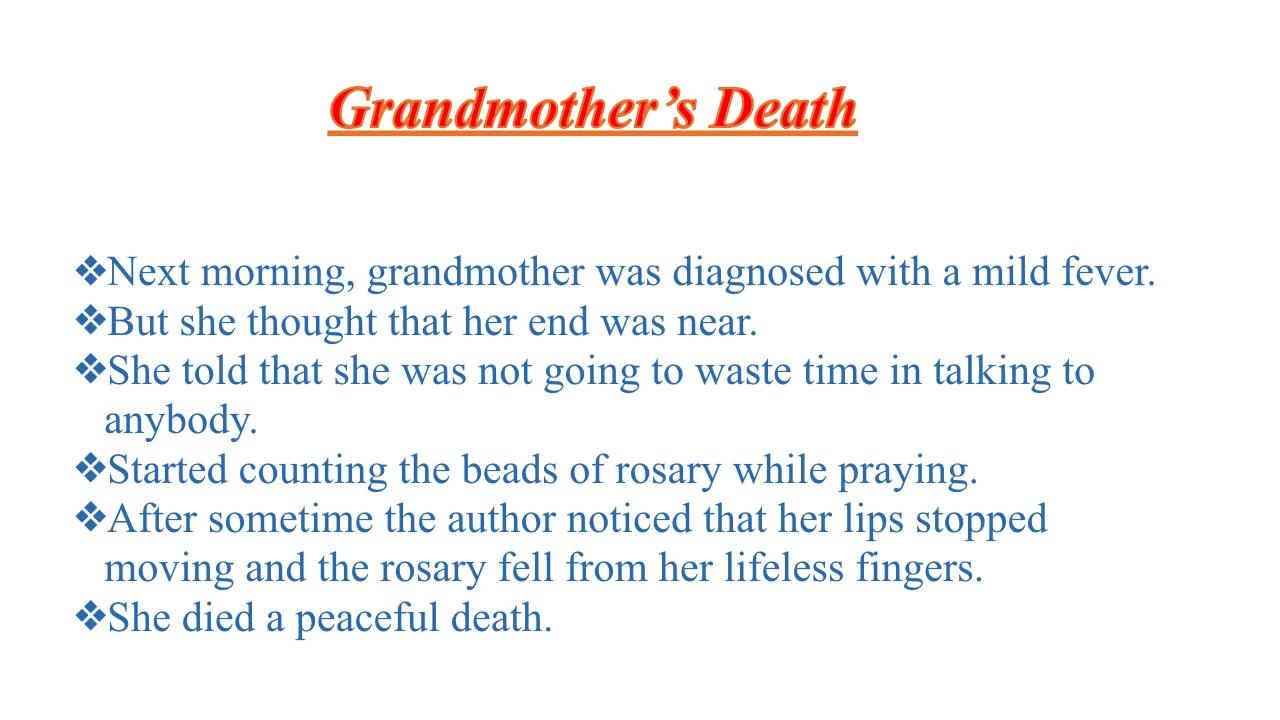 Grandmother’s Death
❖Next morning, grandmother was diagnosed with a mild fever.
❖But she thought that her end was near.
❖She told that she was not going to waste time in talking to
anybody.
❖Started counting the beads of rosary while praying.
❖After sometime the author noticed that her lips stopped
moving and the rosary fell from her lifeless fingers.
❖She died a peaceful death.